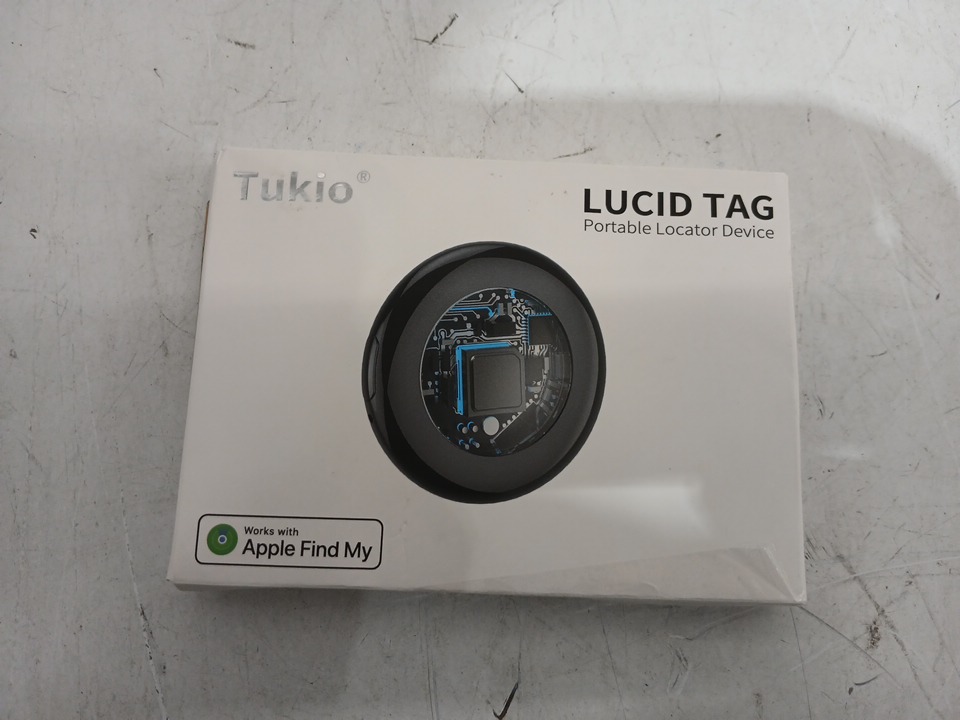 Tukio®
LUCID TAG
Portable Locator Device
Works with
Apple Find My